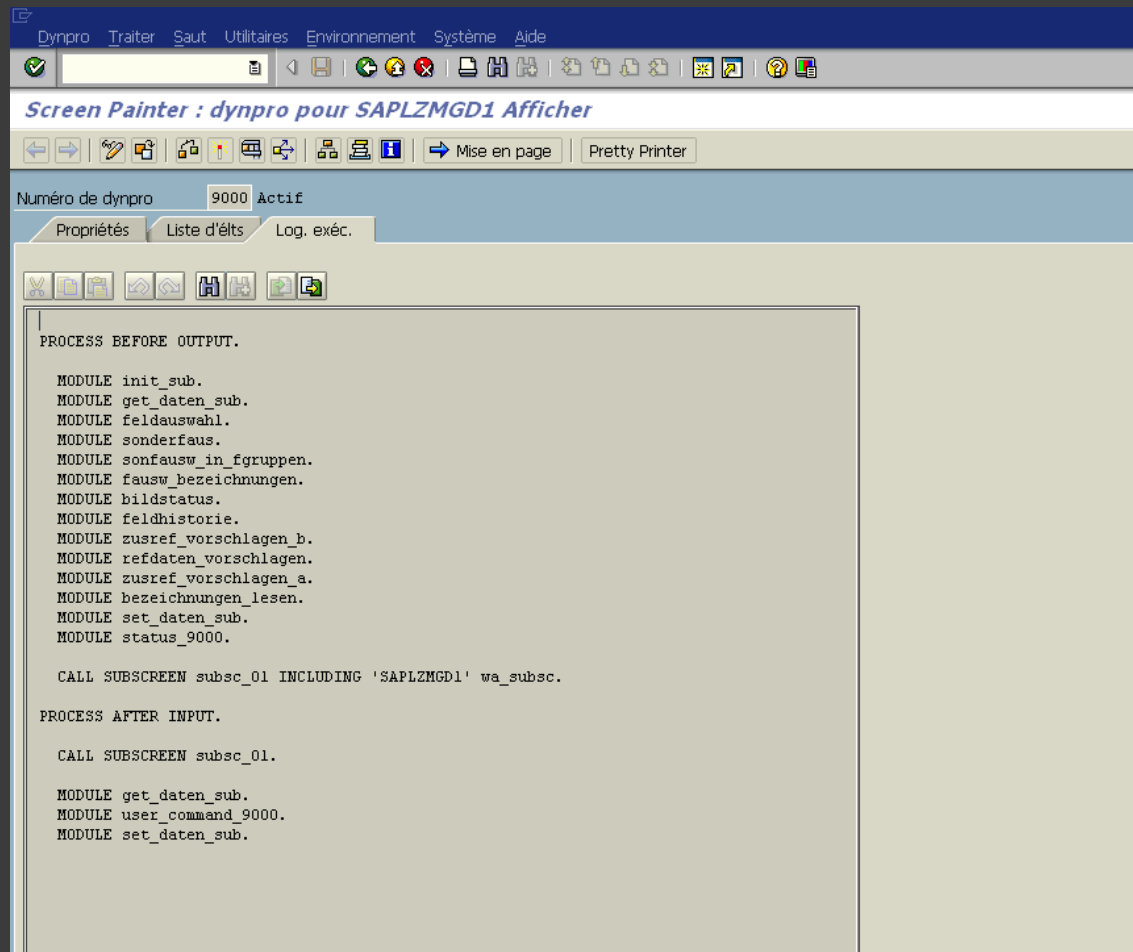 Dynpro Traiter Saut Utilitaires Environnement Système Aide
Screen Painter : dynpro pour SAPLZMGD1 Afficher
Mise en page Pretty Printer
Numéro de dynpro 9000 Actif
Propriétés Liste d'élts Log. exéc.
PROCESS BEFORE OUTPUT.
MODULE init_sub.
MODULE get_daten_sub.
MODULE feldauswahl.
MODULE sonderfaus.
MODULE sonfausw_in_fgruppen.
MODULE fausw_bezeichnungen.
MODULE bildstatus.
MODULE feldhistorie.
MODULE zusref_vorschlagen_b.
MODULE refdaten_vorschlagen.
MODULE zusref_vorschlagen_a.
MODULE bezeichnungen_lesen.
MODULE set_daten_sub.
MODULE status_9000.
CALL SUBSCREEN subsc_01 INCLUDING 'SAPLZMGD1' wa_subsc.
PROCESS AFTER INPUT.
CALL SUBSCREEN subsc_01.
MODULE get_daten_sub.
MODULE user_command_9000.
MODULE set_daten_sub.